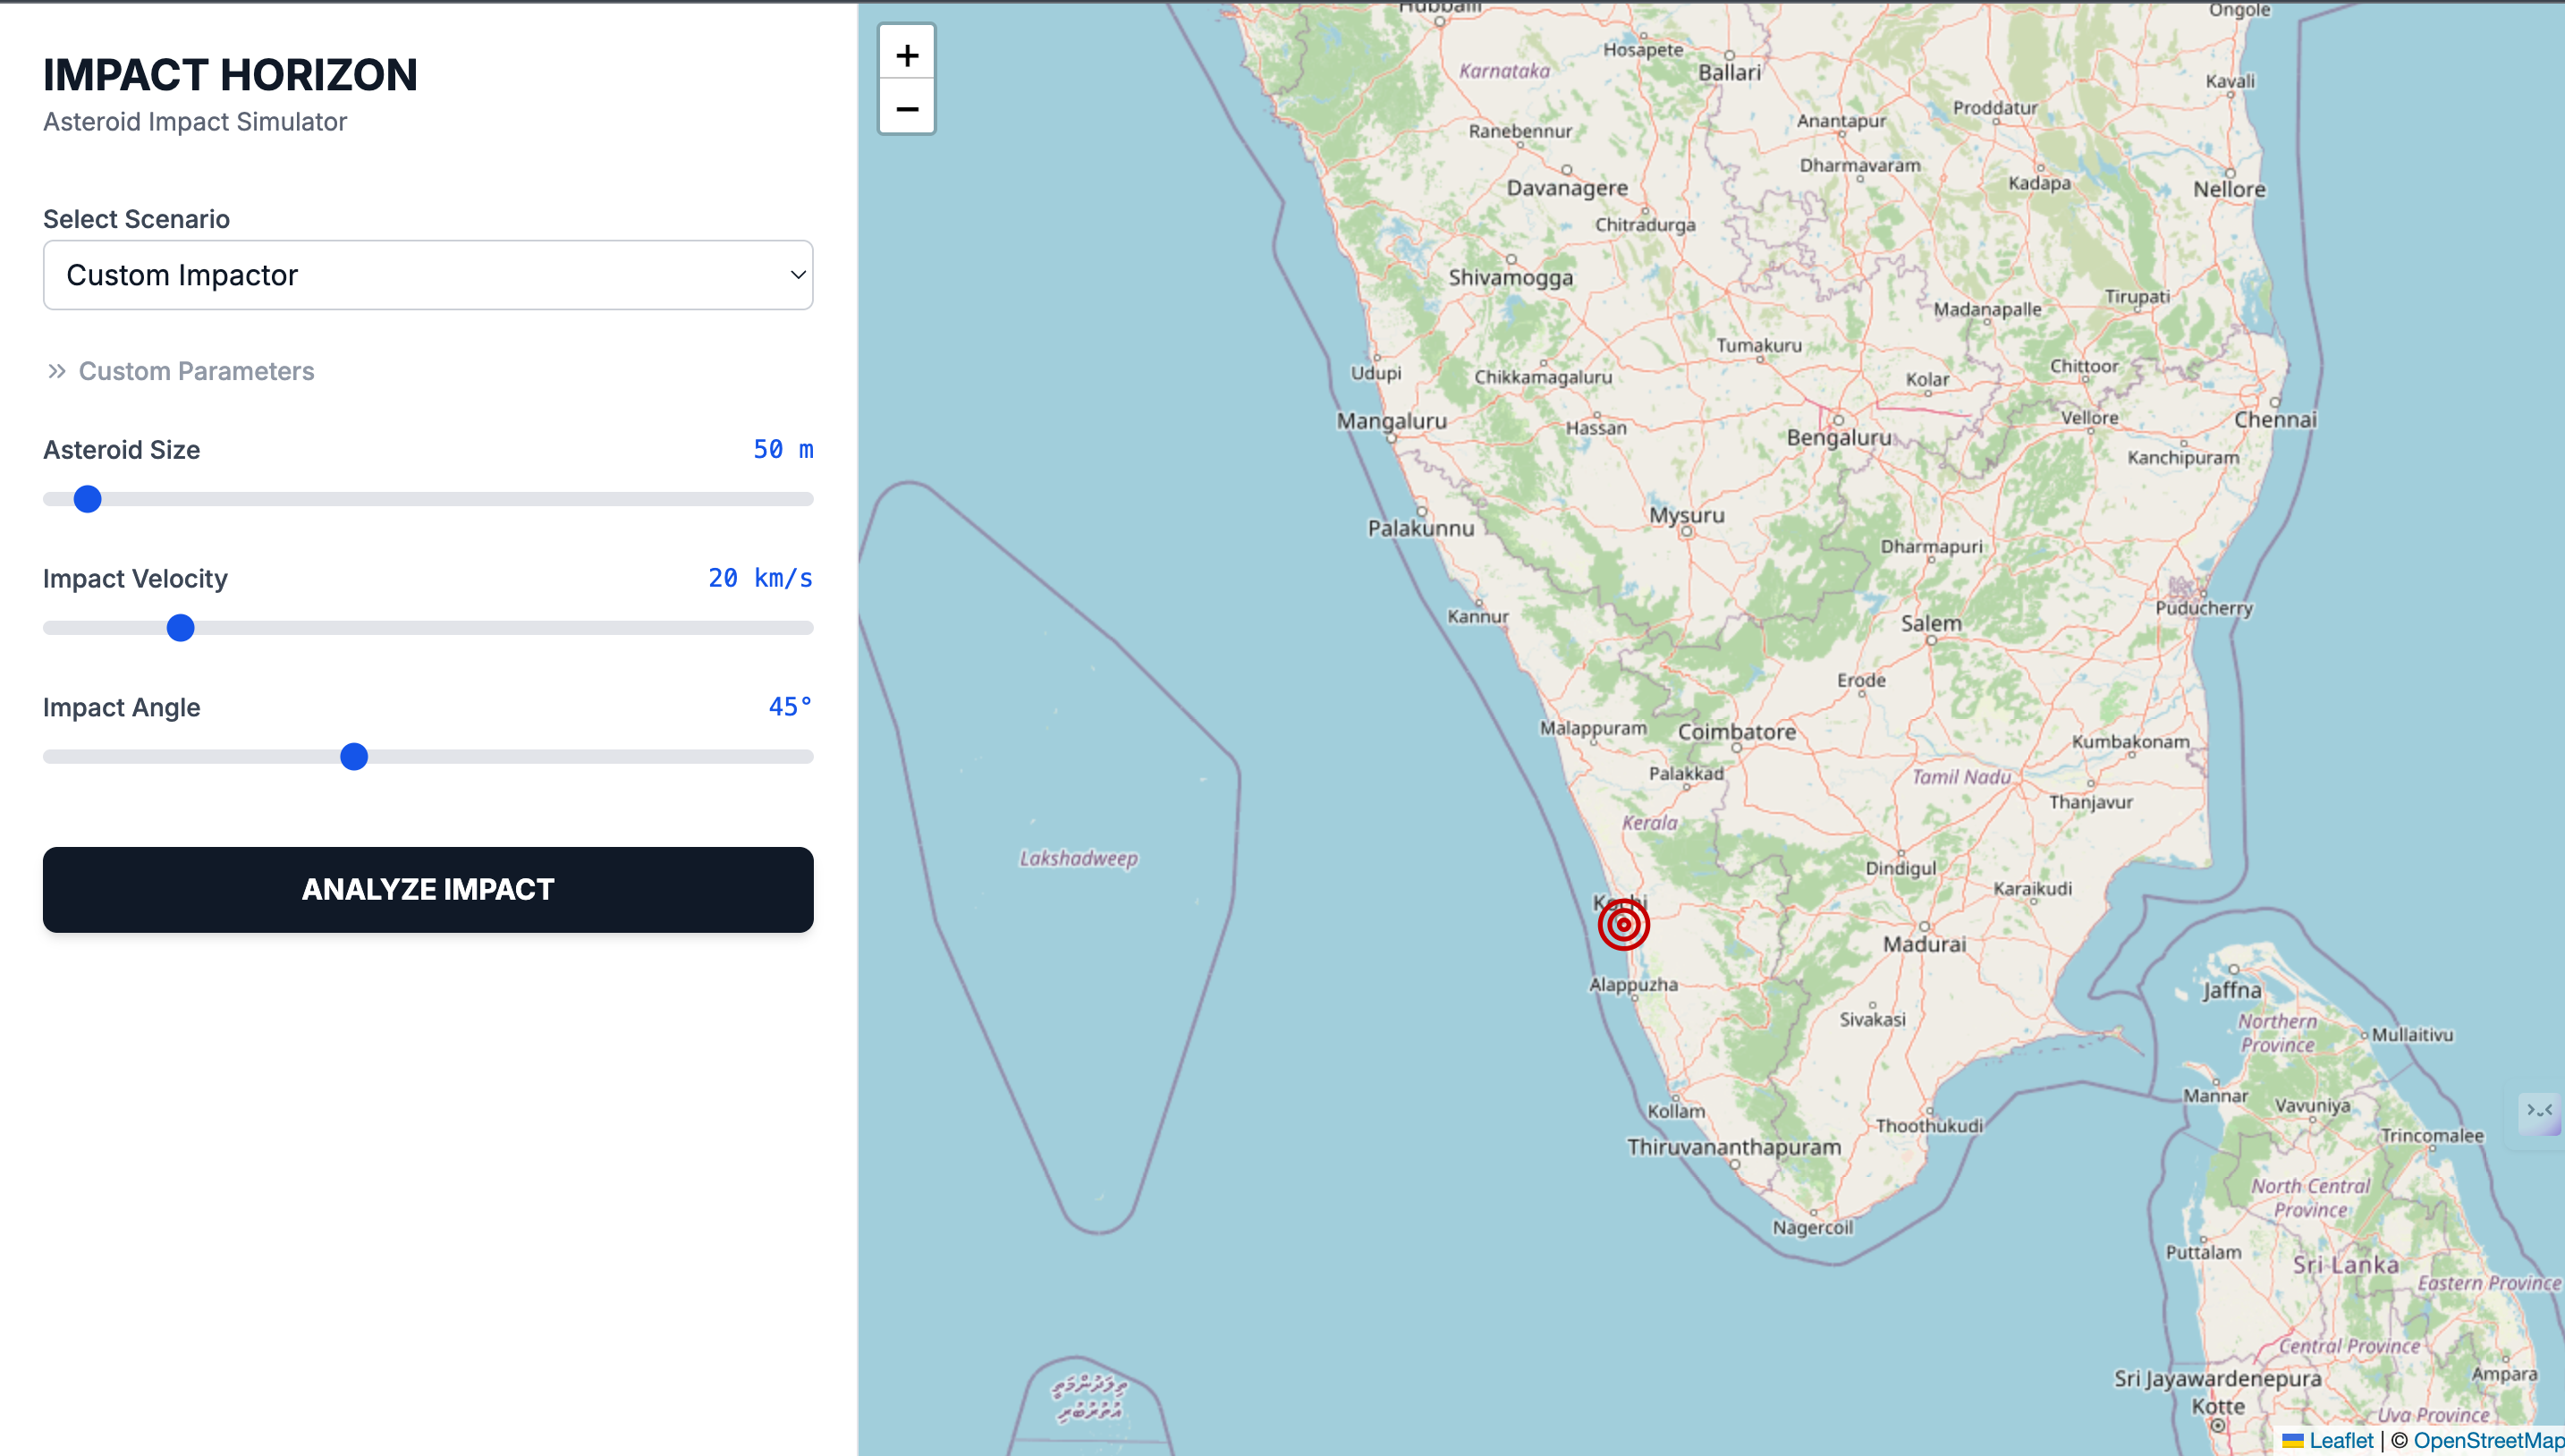 IMPACT HORIZON
Asteroid Impact Simulator
Select Scenario
Custom Impactor
Custom Parameters
Asteroid Size
50 m
Impact Velocity
20 km/s
Impact Angle
45°
ANALYZE IMPACT
+
−
Hubballi
Ongole
Hosapete
Karnataka
Ballari
Kavali
Proddatur
Anantapur
Ranebennur
Dharmavaram
Kadapa
Nellore
Davanagere
Chitradurga
Shivamogga
Tirupati
Madanapalle
Tumakuru
Chittoor
Udupi
Chikkamagaluru
Kolar
Mangaluru
Hassan
Vellore
Chennai
Bengaluru
Kanchipuram
Palakunnu
Mysuru
Dharmapuri
Kannur
Puducherry
Salem
Erode
Malappuram
Coimbatore
Kumbakonam
Palakkad
Tamil Nadu
Thanjavur
Kerala
Lakshadweep
Dindigul
Karaikudi
Kochi
Madurai
Alappuzha
Jaffna
Sivakasi
Northern
Province
Mullaitivu
Mannar
Vavuniya
Kollam
Thoothukudi
Trincomalee
Thiruvananthapuram
North Central
Province
Nagercoil
Puttalam
Sri Lanka
Eastern Province
Central Province
Ampara
Sri Jayawardenepura
Kotte
Uva Province
Leaflet | © OpenStreetMap